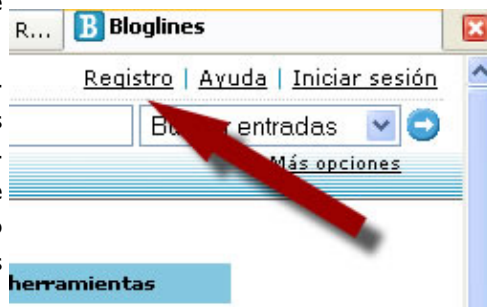 R... Bloglines
Registro | Ayuda | Iniciar sesión
entradas
Más opciones
herramientas